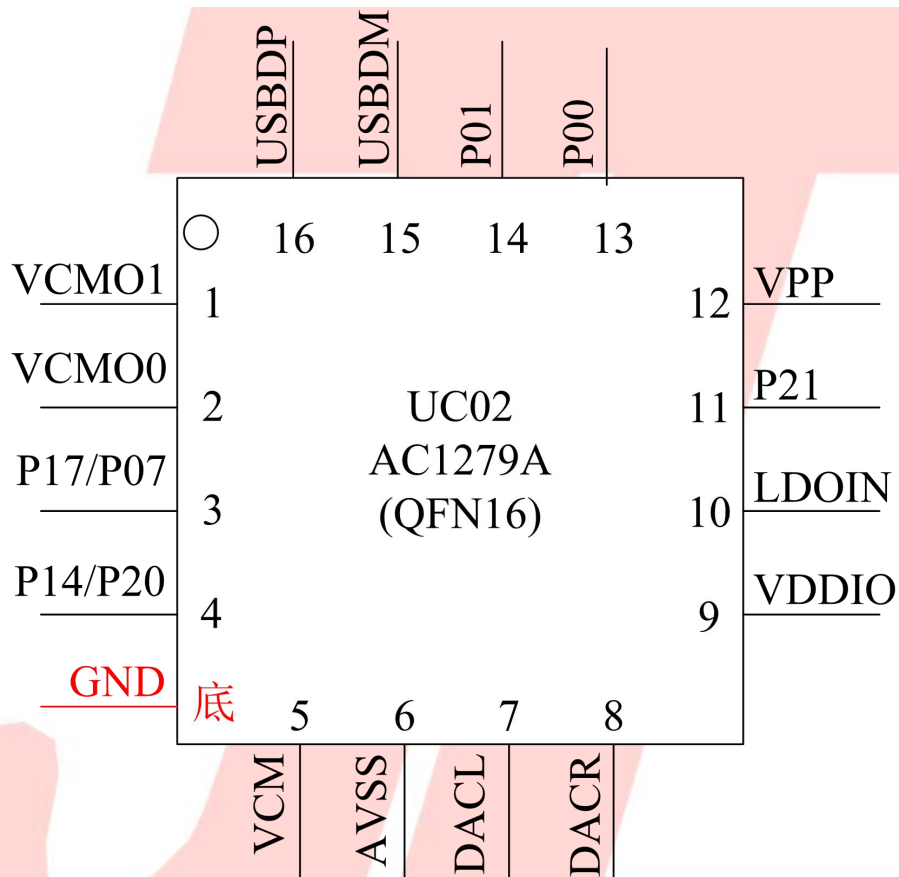 USBDP
USBDM
P01
P00
16
15
14
13
VCMO1
1
12
VPP
VCMO0
2
11
P21
UC02
AC1279A
(QFN16)
P17/P07
3
10
LDOIN
P14/P20
4
9
VDDIO
GND
底
5
6
7
8
VCM
AVSS
DACL
DACR